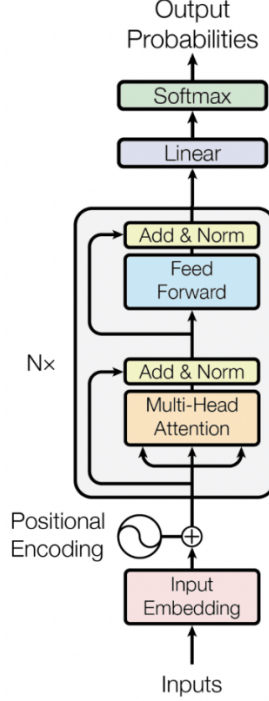 Output
Probabilities
Softmax
Linear
Add & Norm
Feed
Forward
N×
Add & Norm
Multi-Head
Attention
Positional
Encoding
Input
Embedding
Inputs